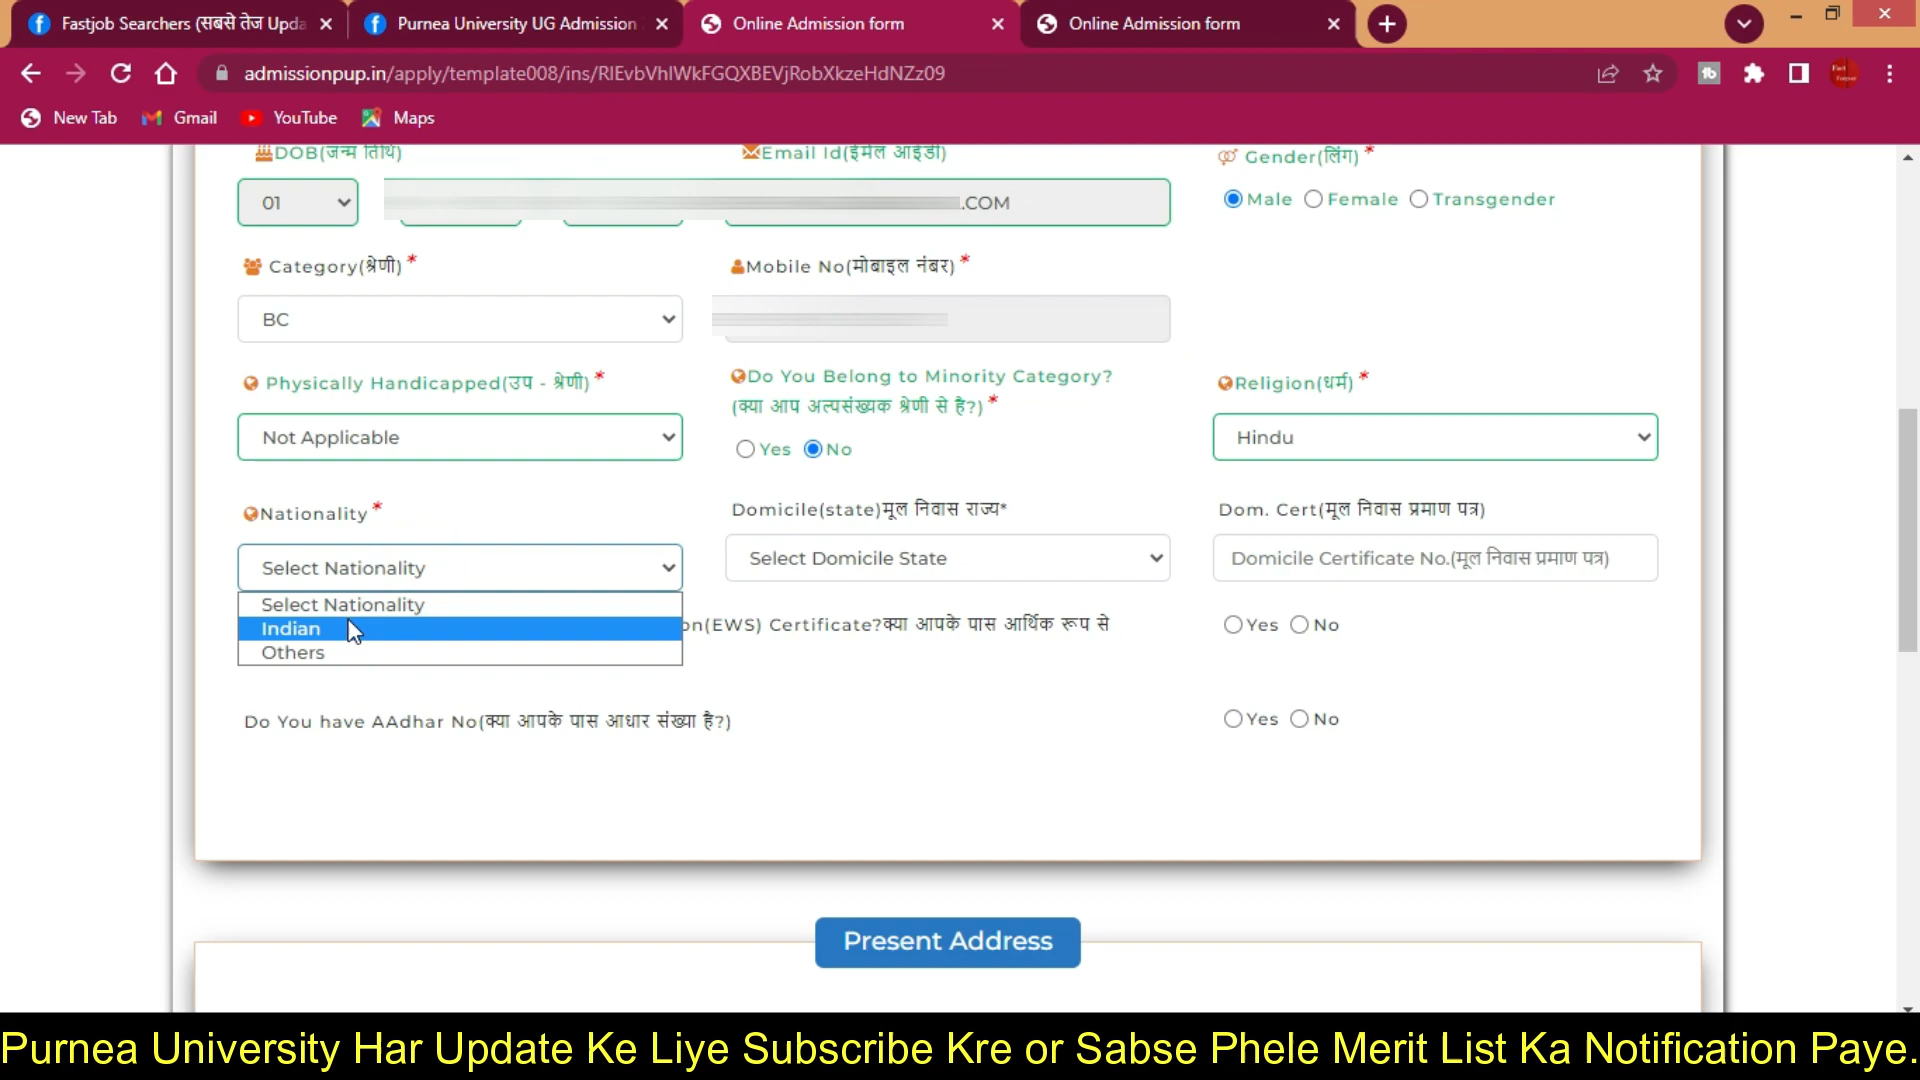 Fastjob Searchers (सबसे तेज Upda
Purnea University UG Admission
Online Admission form
Online Admission form
admissionpup.in/apply/template008/ins/RlEvbVhIWkFGQXBEVjRobXkzeHdNZz09
New Tab
Gmail
YouTube
Maps
DOB(जन्म तिथि)
Email Id(ईमेल आईडी)
Gender(लिंग) *
01
.COM
Male Female Transgender
Category(श्रेणी) *
Mobile No(मोबाइल नंबर) *
BC
Physically Handicapped(उप - श्रेणी) *
Do You Belong to Minority Category?
(क्या आप अल्पसंख्यक श्रेणी से है?) *
Religion(धर्म) *
Not Applicable
Yes No
Hindu
Nationality *
Domicile(state)मूल निवास राज्य*
Dom. Cert(मूल निवास प्रमाण पत्र)
Select Nationality
Select Domicile State
Domicile Certificate No.(मूल निवास प्रमाण पत्र)
Select Nationality
Indian
Others
on(EWS) Certificate?क्या आपके पास आर्थिक रूप से
Yes No
Do You have AAdhar No(क्या आपके पास आधार संख्या है?)
Yes No
Present Address
Purnea University Har Update Ke Liye Subscribe Kre or Sabse Phele Merit List Ka Notification Paye.